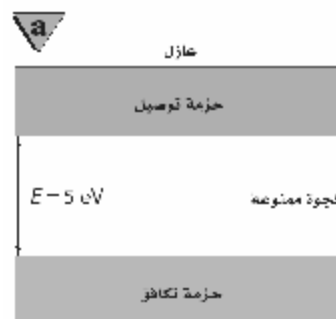 a
عازل
حزمة توصيل
E = 5 eV
فجوة ممنوعة
حزمة تكافؤ